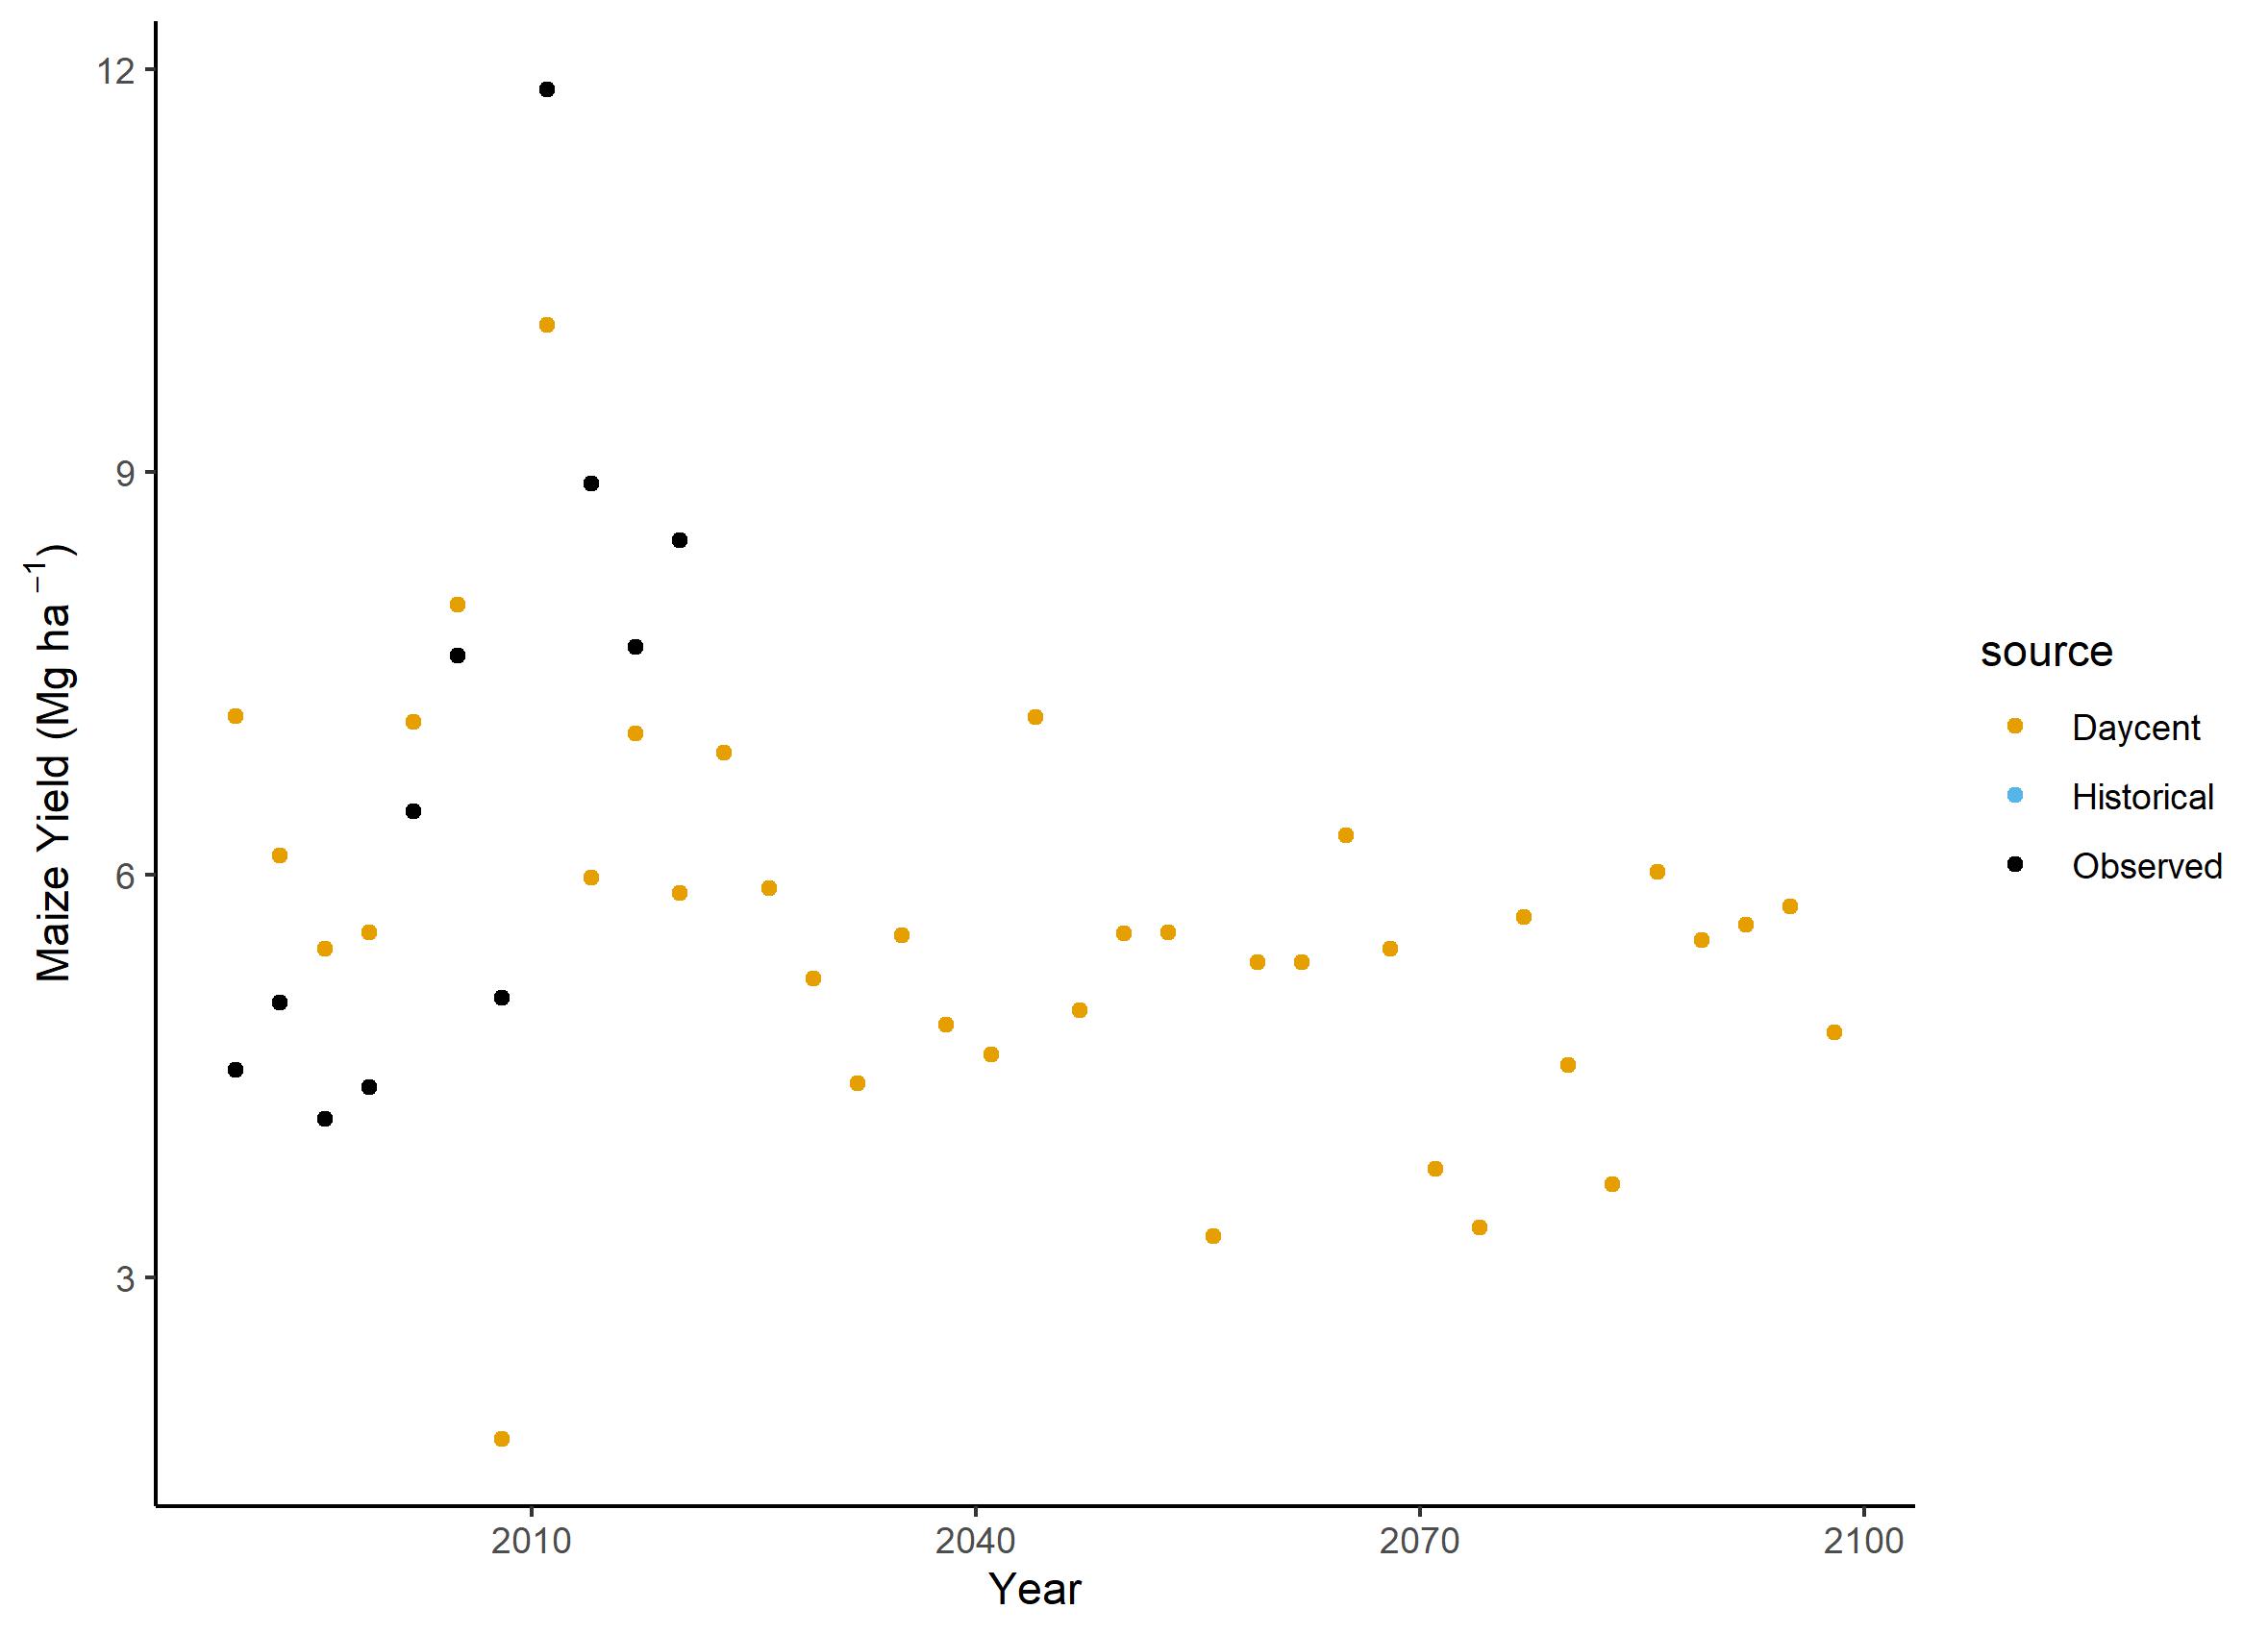 12
9
6
3
Maize Yield (Mg ha⁻¹)
2010 2040 2070 2100
Year
source
Daycent
Historical
Observed